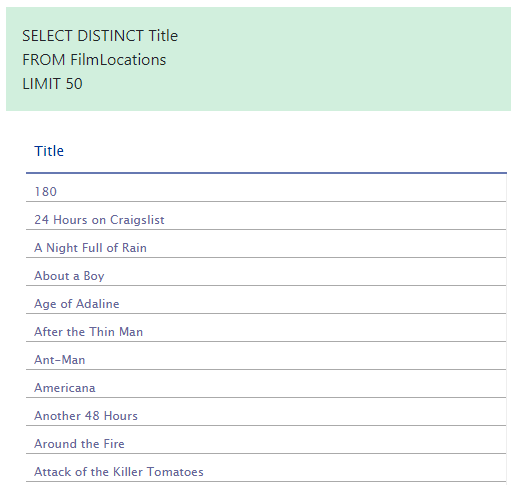 SELECT DISTINCT Title
FROM FilmLocations
LIMIT 50
Title
180
24 Hours on Craigslist
A Night Full of Rain
About a Boy
Age of Adaline
After the Thin Man
Ant-Man
Americana
Another 48 Hours
Around the Fire
Attack of the Killer Tomatoes